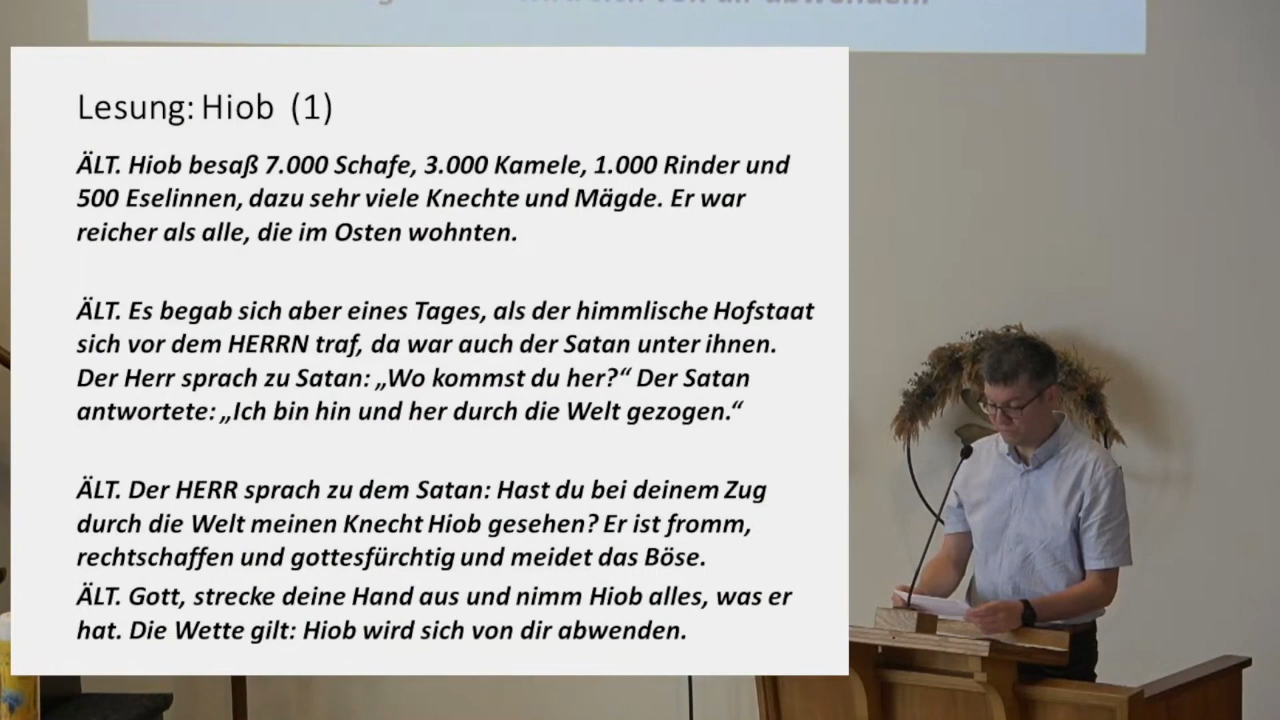 wird sich von dir abwenden.
Lesung: Hiob (1)
ÄLT. Hiob besaß 7.000 Schafe, 3.000 Kamele, 1.000 Rinder und
500 Eselinnen, dazu sehr viele Knechte und Mägde. Er war
reicher als alle, die im Osten wohnten.
ÄLT. Es begab sich aber eines Tages, als der himmlische Hofstaat
sich vor dem HERRN traf, da war auch der Satan unter ihnen.
Der Herr sprach zu Satan: „Wo kommst du her?“ Der Satan
antwortete: „Ich bin hin und her durch die Welt gezogen.“
ÄLT. Der HERR sprach zu dem Satan: Hast du bei deinem Zug
durch die Welt meinen Knecht Hiob gesehen? Er ist fromm,
rechtschaffen und gottesfürchtig und meidet das Böse.
ÄLT. Gott, strecke deine Hand aus und nimm Hiob alles, was er
hat. Die Wette gilt: Hiob wird sich von dir abwenden.